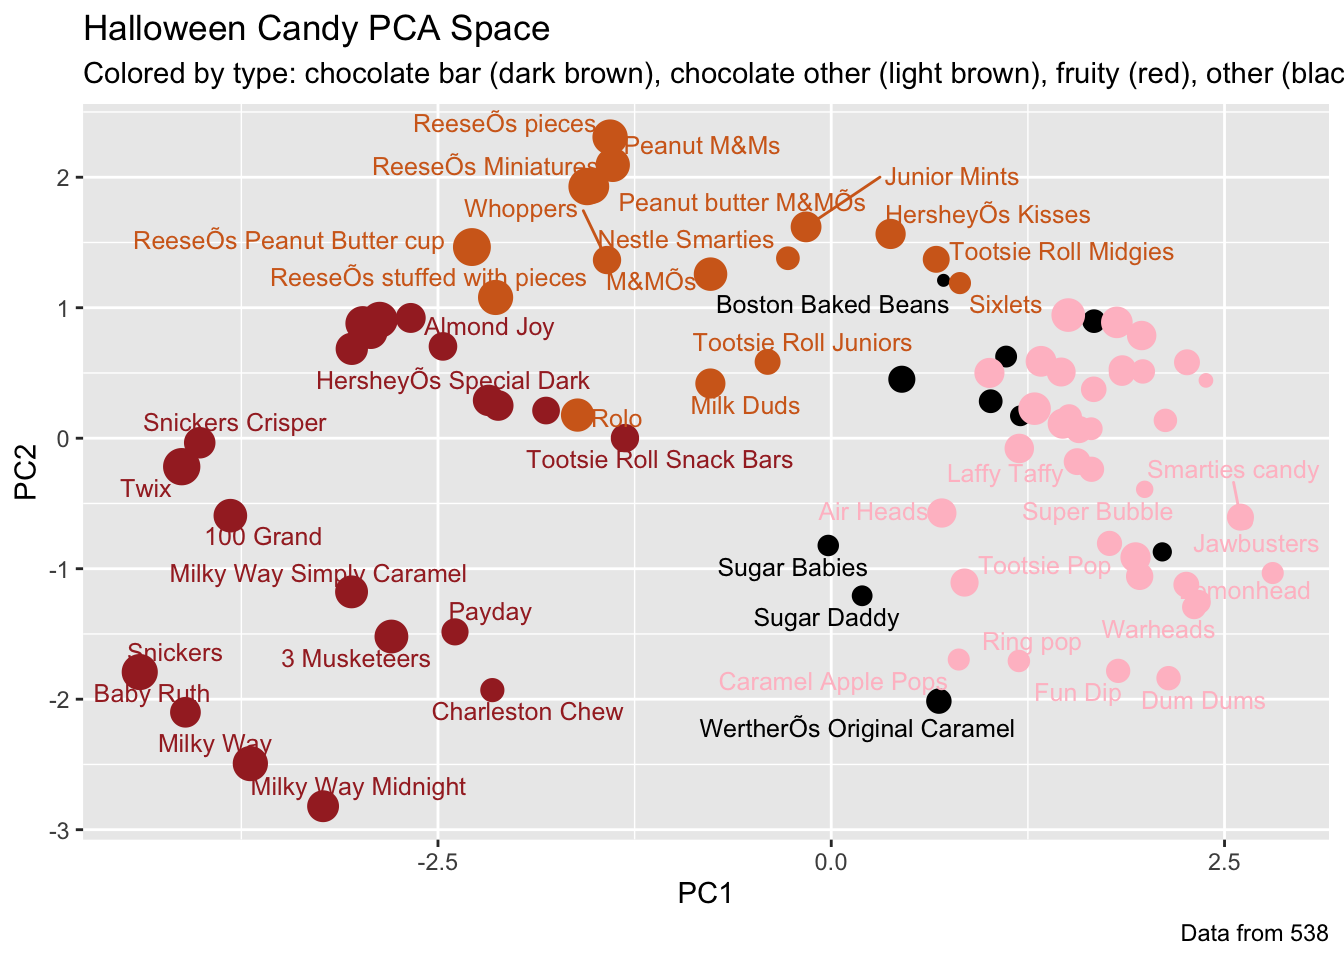 Halloween Candy PCA Space
Colored by type: chocolate bar (dark brown), chocolate other (light brown), fruity (red), other (blac
ReeseÕs pieces
Peanut M&Ms
ReeseÕs Miniatures
Junior Mints
Peanut butter M&MÕs
Whoppers
HersheyÕs Kisses
ReeseÕs Peanut Butter cup
Nestle Smarties
Tootsie Roll Midgies
ReeseÕs stuffed with pieces
M&MÕs
Boston Baked Beans
Sixlets
Almond Joy
Tootsie Roll Juniors
HersheyÕs Special Dark
Milk Duds
Snickers Crisper
Rolo
Tootsie Roll Snack Bars
Laffy Taffy
Smarties candy
Twix
Air Heads
Super Bubble
100 Grand
Jawbusters
Sugar Babies
Tootsie Pop
Milky Way Simply Caramel
emonhead
Payday
Sugar Daddy
Warheads
Ring pop
Snickers
3 Musketeers
Caramel Apple Pops
Baby Ruth
Fun Dip
Dum Dums
Charleston Chew
WertherÕs Original Caramel
Milky Way
Milky Way Midnight
2
1
0
-1
-2
-3
PC2
-2.5
0.0
2.5
PC1
Data from 538